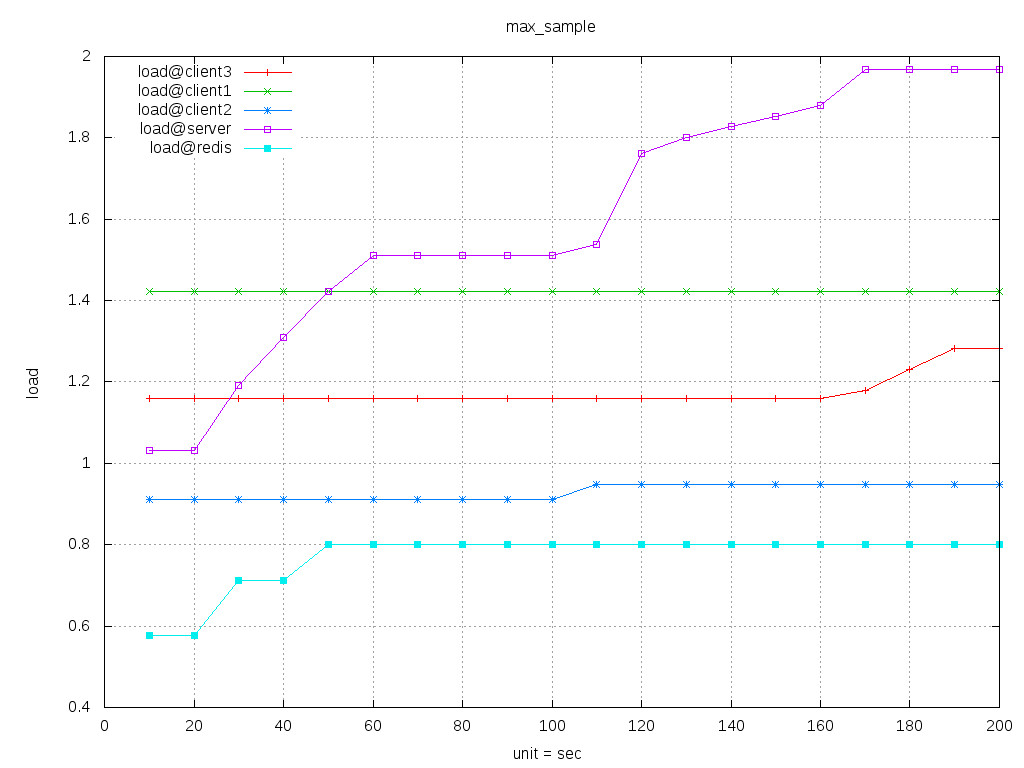 max_sample
load@client3
load@client1
load@client2
load@server
load@redis
2
1.8
1.6
1.4
1.2
1
0.8
0.6
0.4
load
0 20 40 60 80 100 120 140 160 180 200
unit = sec